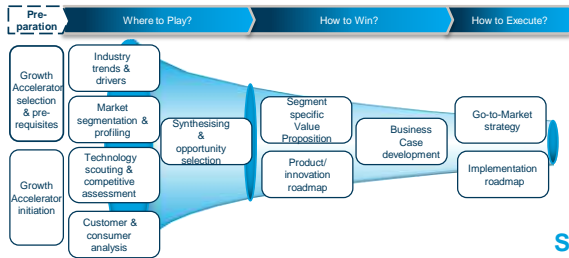 Pre-
paration
Where to Play?
How to Win?
How to Execute?
Growth
Accelerator
selection
& pre-
requisites
Growth
Accelerator
initiation
Industry
trends &
drivers
Market
segmentation &
profiling
Technology
scouting &
competitive
assessment
Customer &
consumer
analysis
Synthesising
&
opportunity
selection
Segment
specific
Value
Proposition
Product/
innovation
roadmap
Business
Case
development
Go-to-Market
strategy
Implementation
roadmap
S